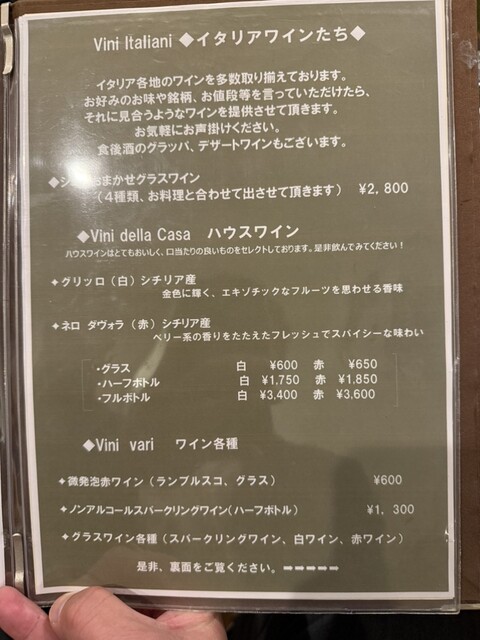 Vini Italiani ◆イタリアワインたち◆
イタリア各地のワインを多数取り揃えております。
お好みのお味や銘柄、お値段等を言っていただけたら、
それに見合うようなワインを提供させて頂きます。
お気軽にお声掛けください。
食後酒のグラッパ、デザートワインもございます。
◆シ おまかせグラスワイン
（４種類、お料理と合わせて出させて頂きます） ¥2,800
◆Vini della Casa ハウスワイン
ハウスワインはとてもおいしく、口当たりの良いものをセレクトしております。是非飲んでみてください！
✦グリッロ（白）シチリア産
金色に輝く、エキゾチックなフルーツを思わせる香味
✦ネロ ダヴォラ（赤）シチリア産
ベリー系の香りをたたえたフレッシュでスパイシーな味わい
・グラス 白 ¥600 赤 ¥650
・ハーフボトル 白 ¥1,750 赤 ¥1,850
・フルボトル 白 ¥3,400 赤 ¥3,600
◆Vini vari ワイン各種
✦微発泡赤ワイン（ランブルスコ、グラス） ¥600
✦ノンアルコールスパークリングワイン（ハーフボトル） ¥1,300
✦グラスワイン各種（スパークリングワイン、白ワイン、赤ワイン）
是非、裏面をご覧ください。➡➡➡➡➡